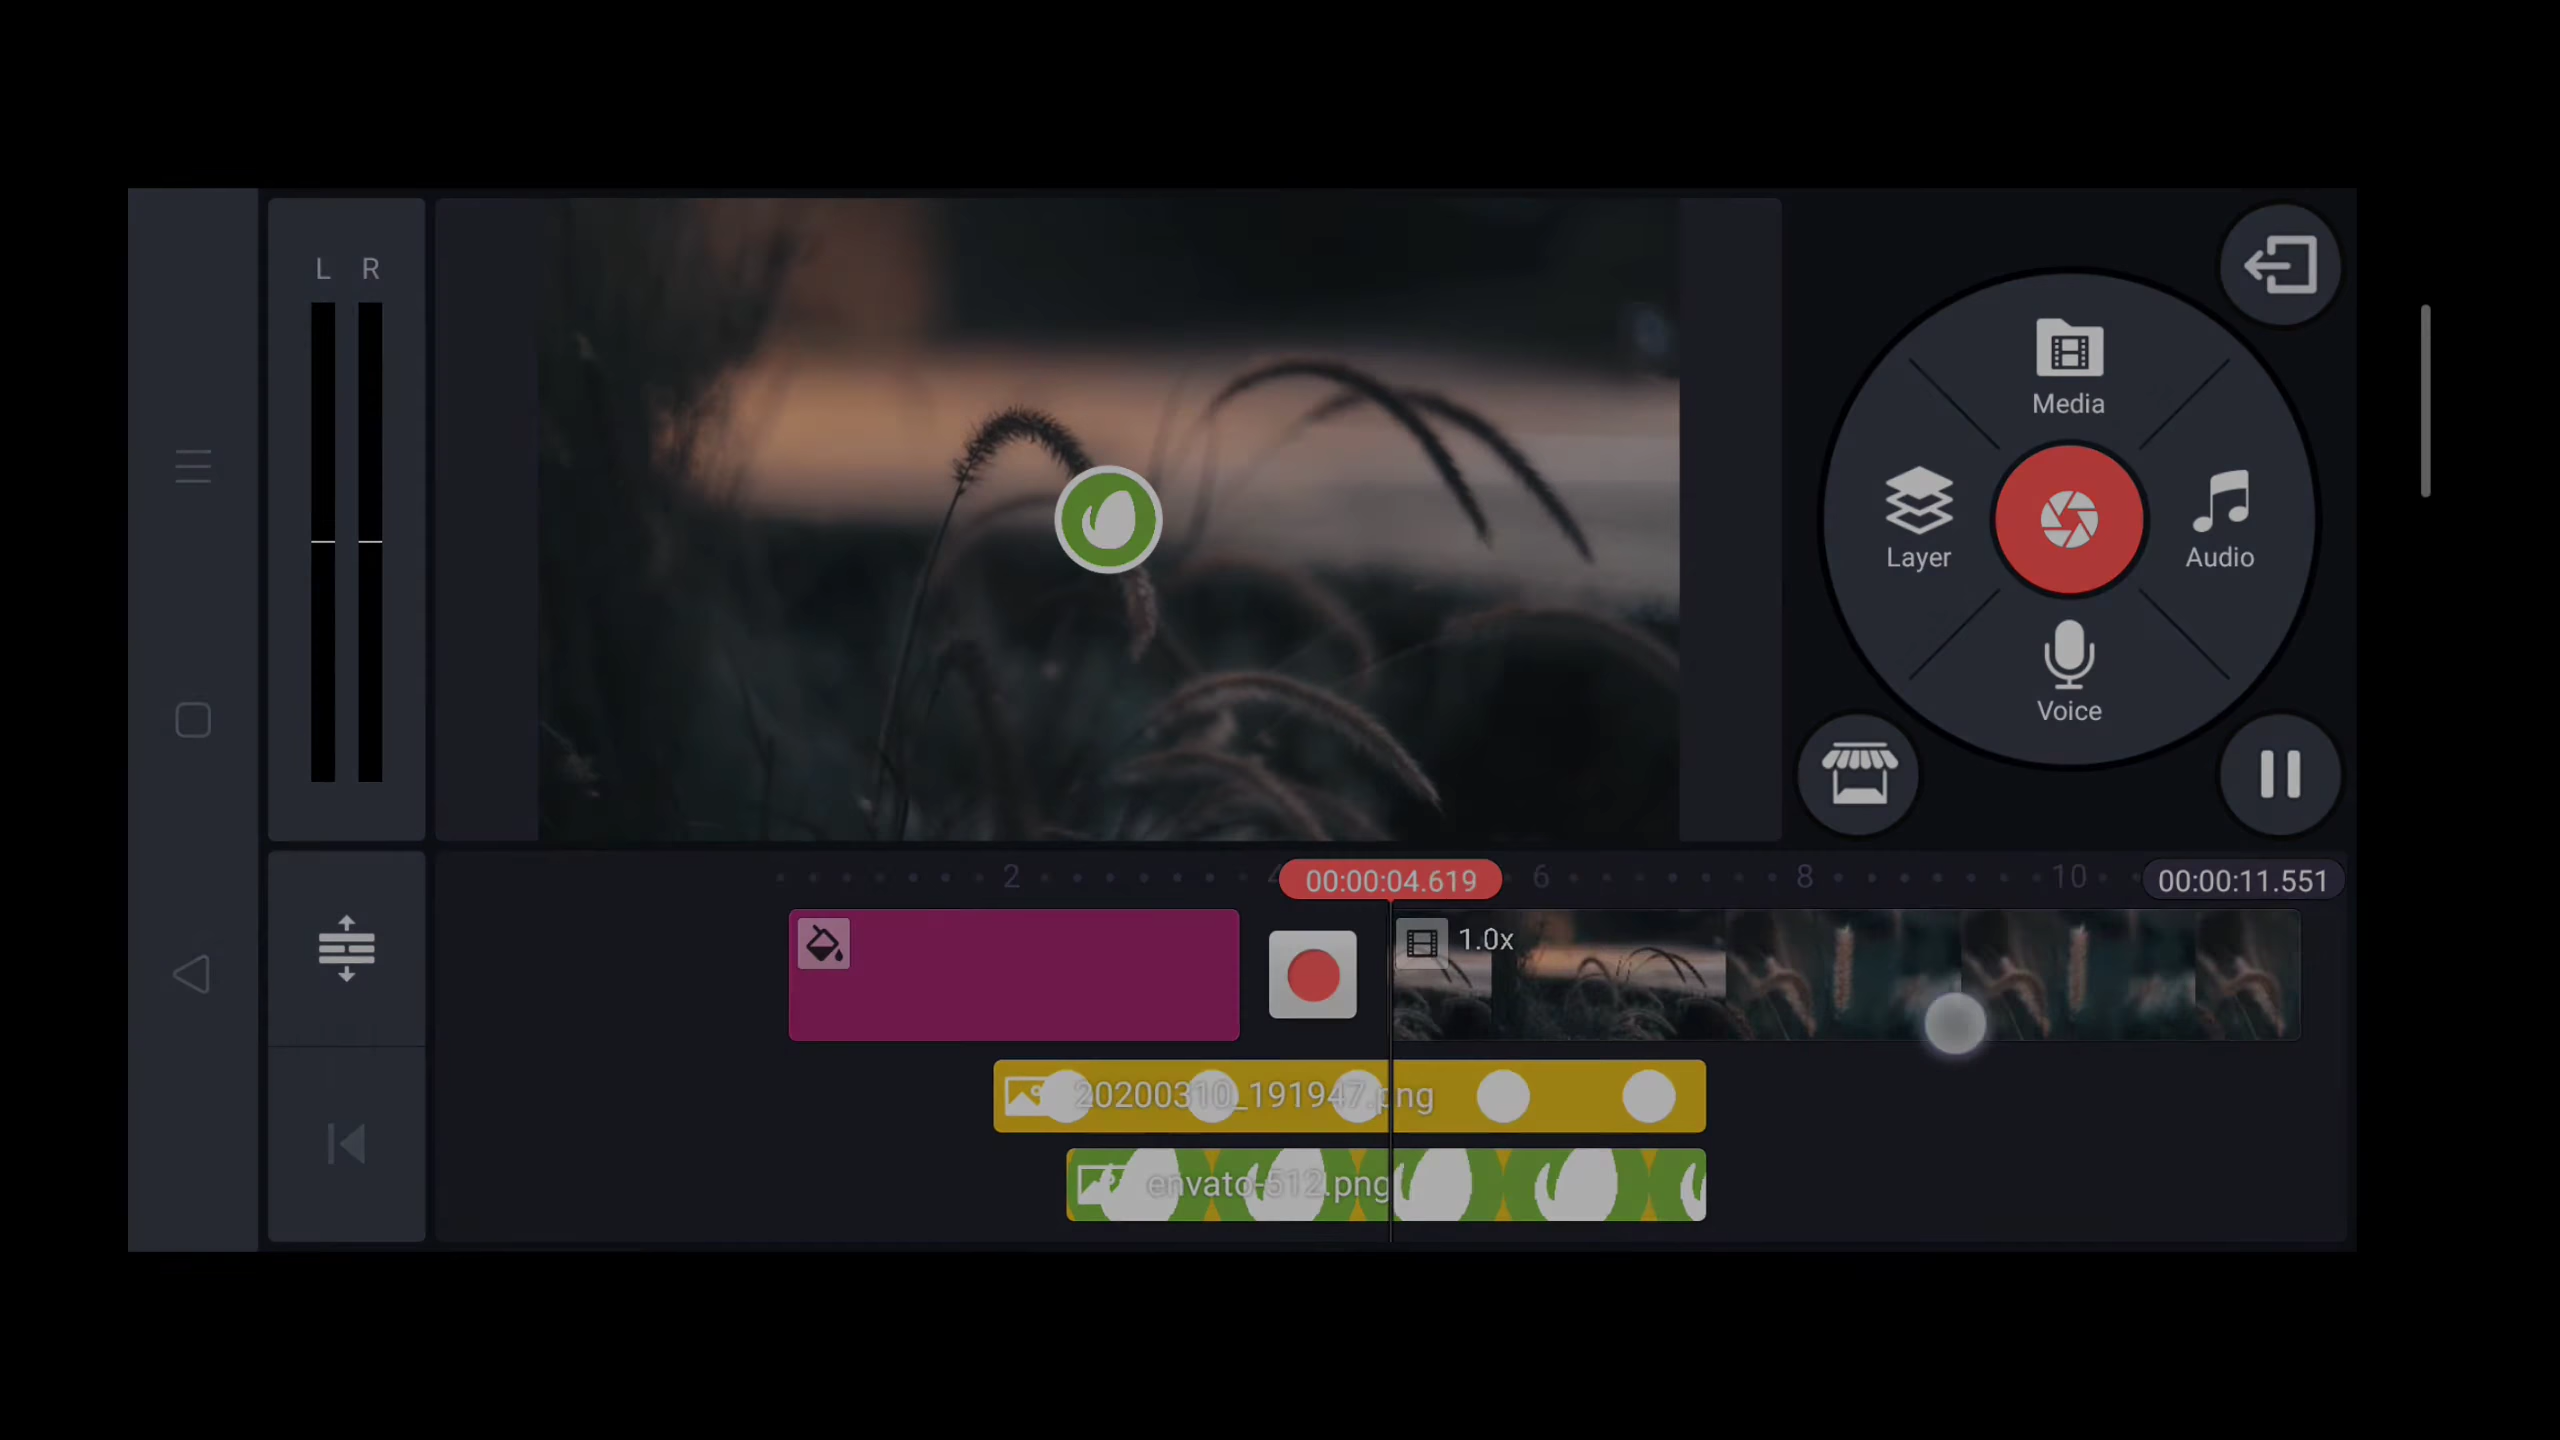 L R
Media
Layer
Audio
Voice
2
00:00:04.619
6
8
10
00:00:11.551
1.0x
20200310_191947.png
envato-512.png